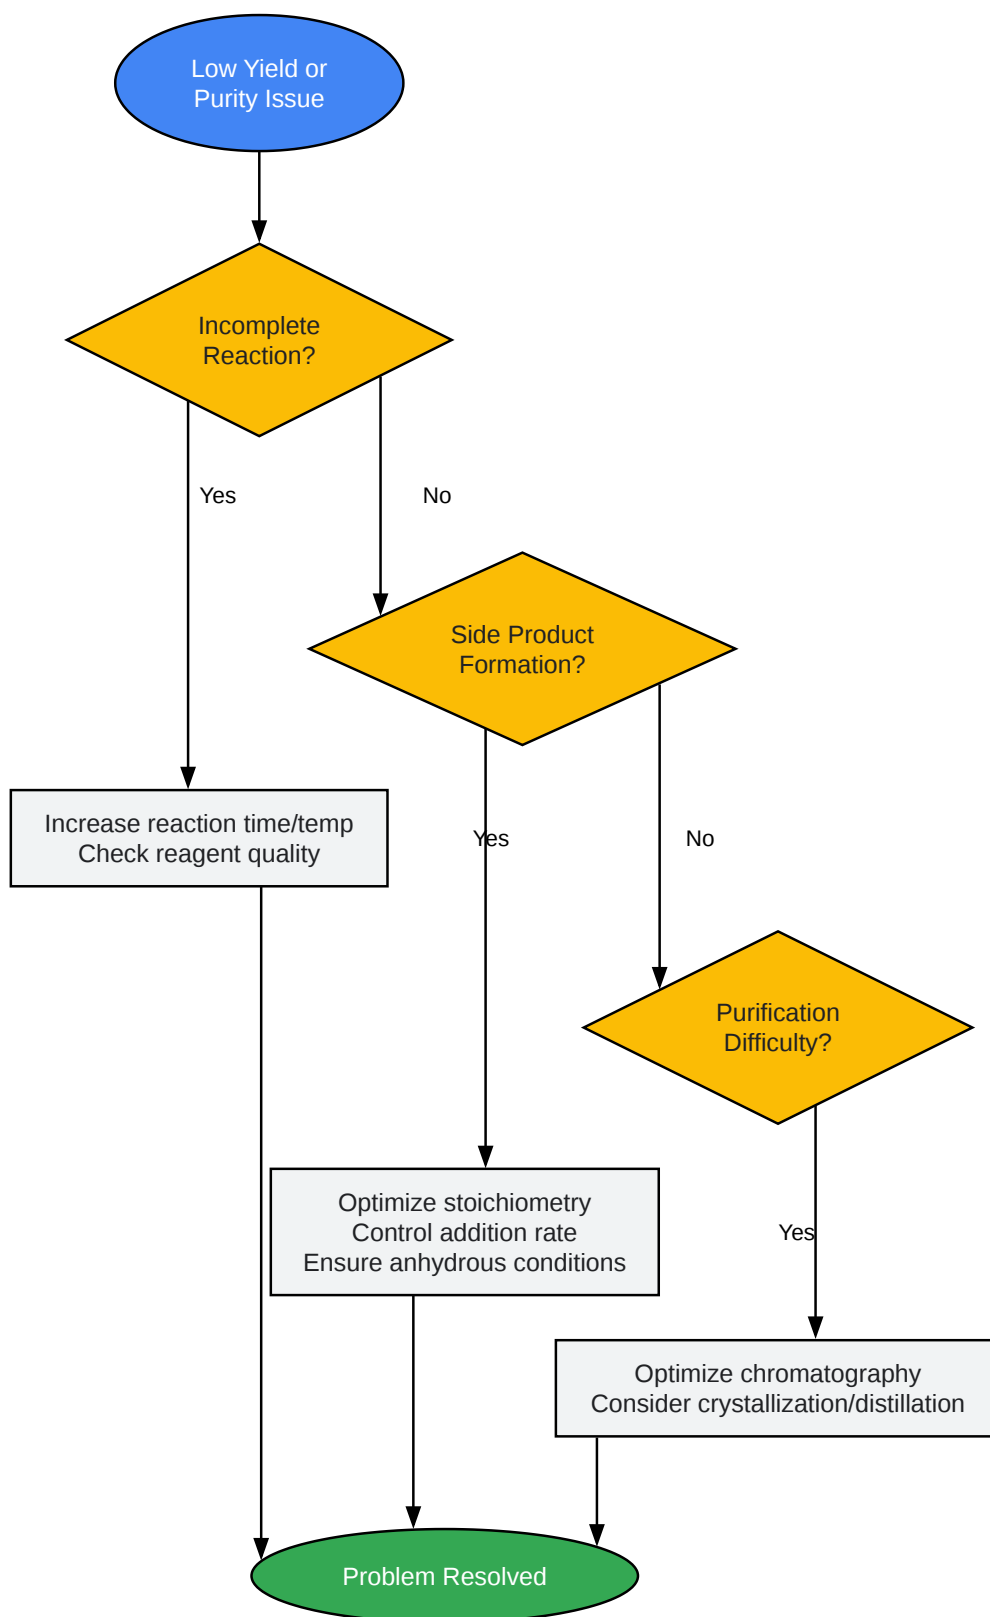 Low Yield or
Purity Issue
Incomplete
Reaction?
Yes
No
Side Product
Formation?
Increase reaction time/temp
Check reagent quality
Yes
No
Purification
Difficulty?
Optimize stoichiometry
Control addition rate
Ensure anhydrous conditions
Yes
Optimize chromatography
Consider crystallization/distillation
Problem Resolved